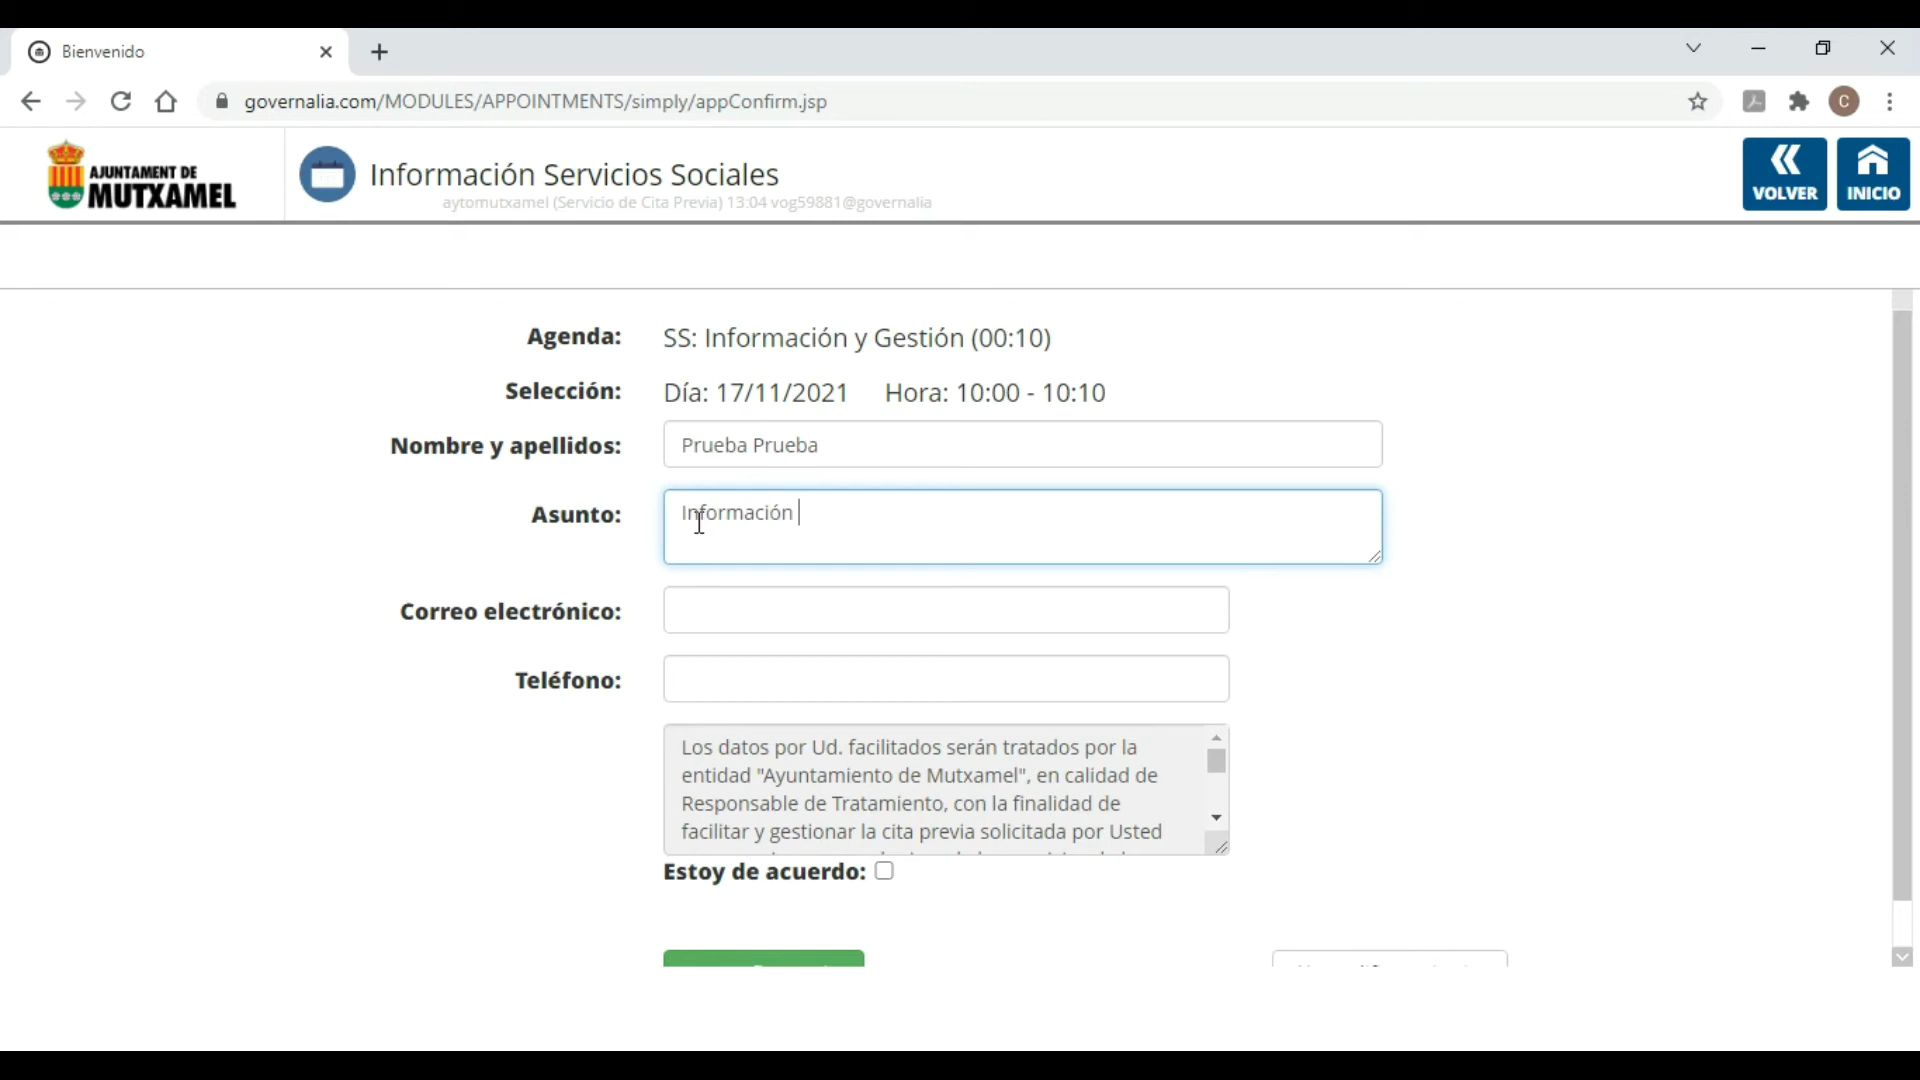 Bienvenido
governalia.com/MODULES/APPOINTMENTS/simply/appConfirm.jsp
C
AJUNTAMENT DE
MUTXAMEL
Información Servicios Sociales
aytomutxamel (Servicio de Cita Previa) 13:04 vog59881@governalia
VOLVER
INICIO
Agenda: SS: Información y Gestión (00:10)
Selección: Día: 17/11/2021 Hora: 10:00 - 10:10
Nombre y apellidos: Prueba Prueba
Asunto: Información
Correo electrónico:
Teléfono:
Los datos por Ud. facilitados serán tratados por la
entidad "Ayuntamiento de Mutxamel", en calidad de
Responsable de Tratamiento, con la finalidad de
facilitar y gestionar la cita previa solicitada por Usted
Estoy de acuerdo: